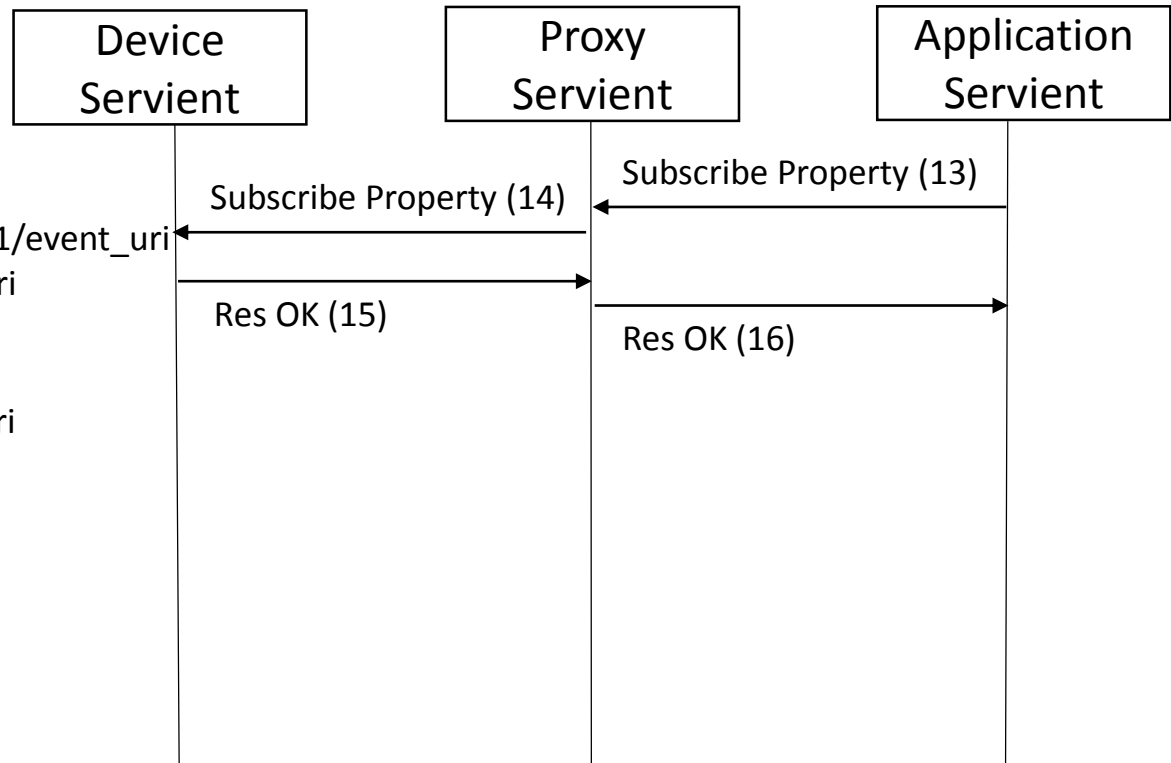 Device
Servient
Proxy
Servient
Application
Servient
Subscribe Property (13)
Subscribe Property (14)
1/event_uri
ri
Res OK (15)
Res OK (16)
ri